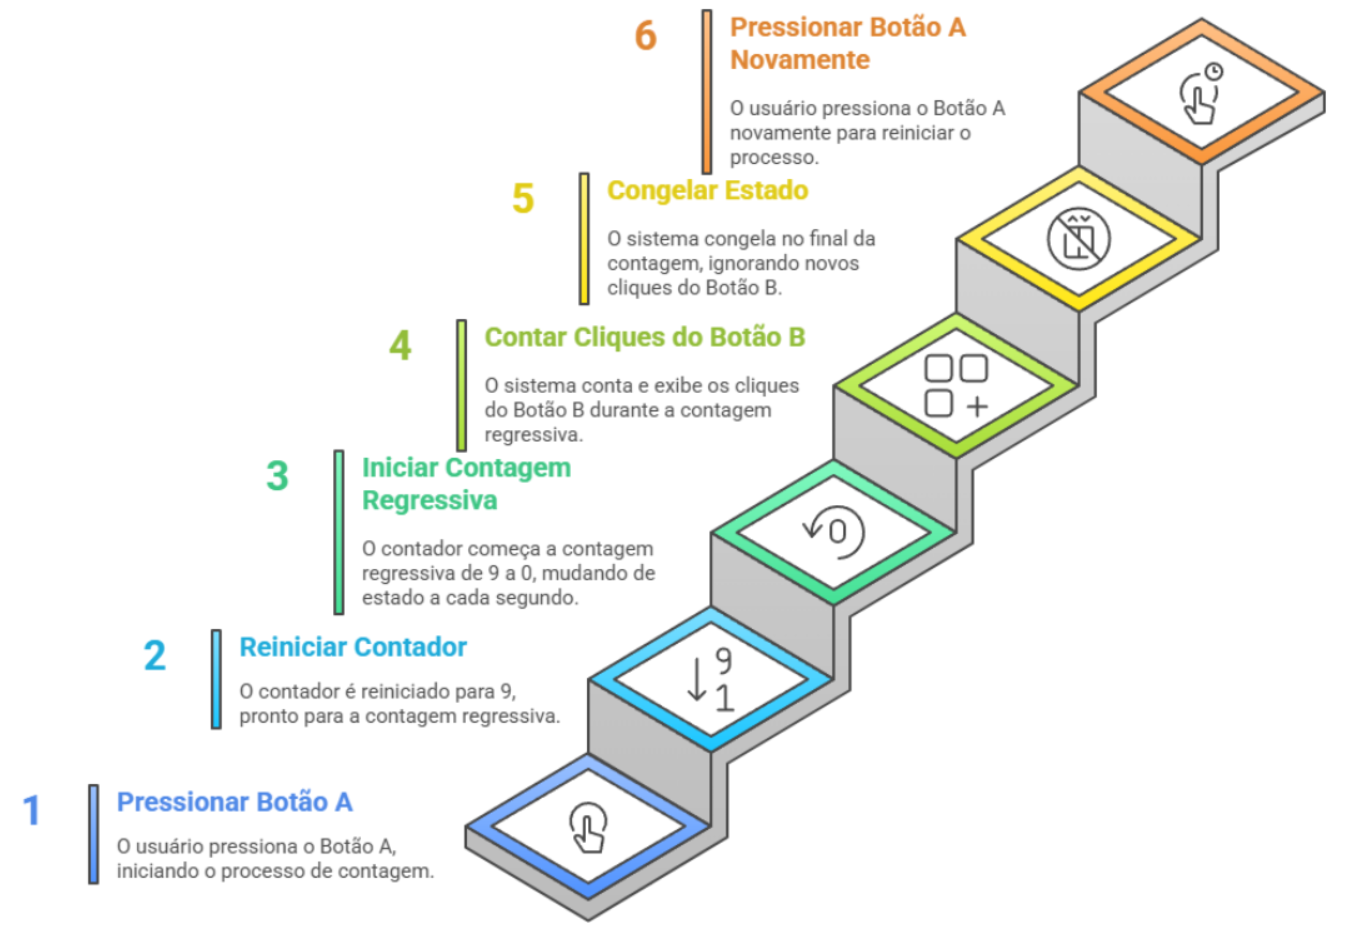 6
Pressionar Botão A
Novamente
O usuário pressiona o Botão A
novamente para reiniciar o
processo.
5
Congelar Estado
O sistema congela no final da
contagem, ignorando novos
cliques do Botão B.
4
Contar Cliques do Botão B
O sistema conta e exibe os cliques
do Botão B durante a contagem
regressiva.
3
Iniciar Contagem
Regressiva
O contador começa a contagem
regressiva de 9 a 0, mudando de
estado a cada segundo.
0
2
Reiniciar Contador
O contador é reiniciado para 9,
pronto para a contagem regressiva.
9
1
1
Pressionar Botão A
O usuário pressiona o Botão A,
iniciando o processo de contagem.